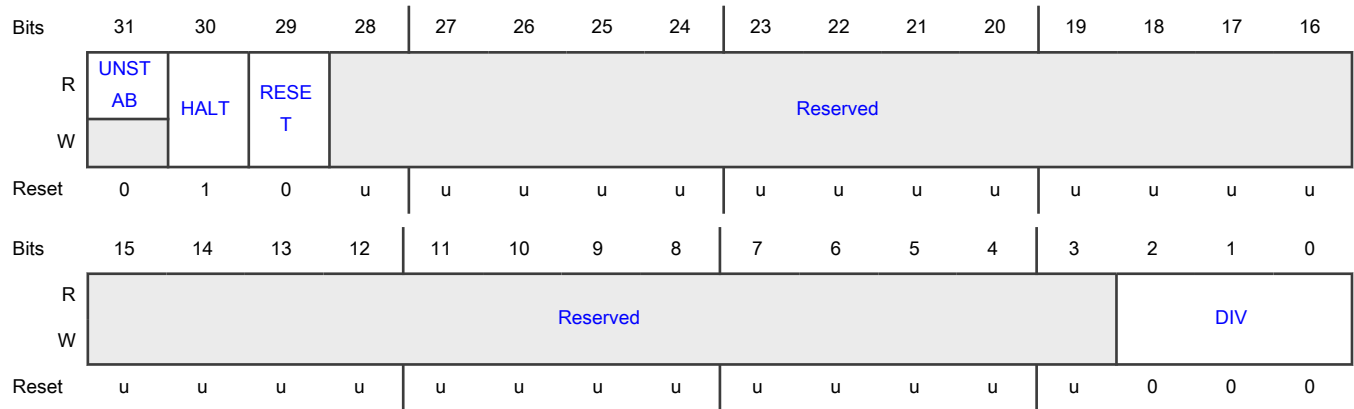 Bits 31 30 29 28 27 26 25 24 23 22 21 20 19 18 17 16
R UNST
AB HALT RESE
T Reserved
W
Reset 0 1 0 u u u u u u u u u u u u u
Bits 15 14 13 12 11 10 9 8 7 6 5 4 3 2 1 0
R
Reserved DIV
W
Reset u u u u u u u u u u u u u 0 0 0